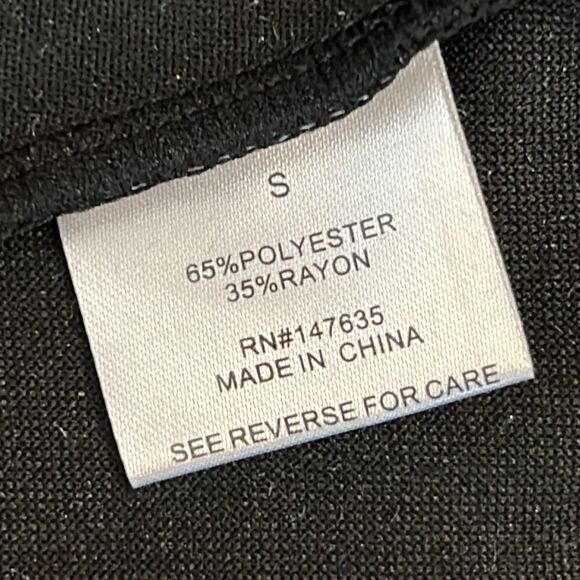 S
65%POLYESTER
35%RAYON
RN#147635
MADE IN CHINA
SEE REVERSE FOR CARE